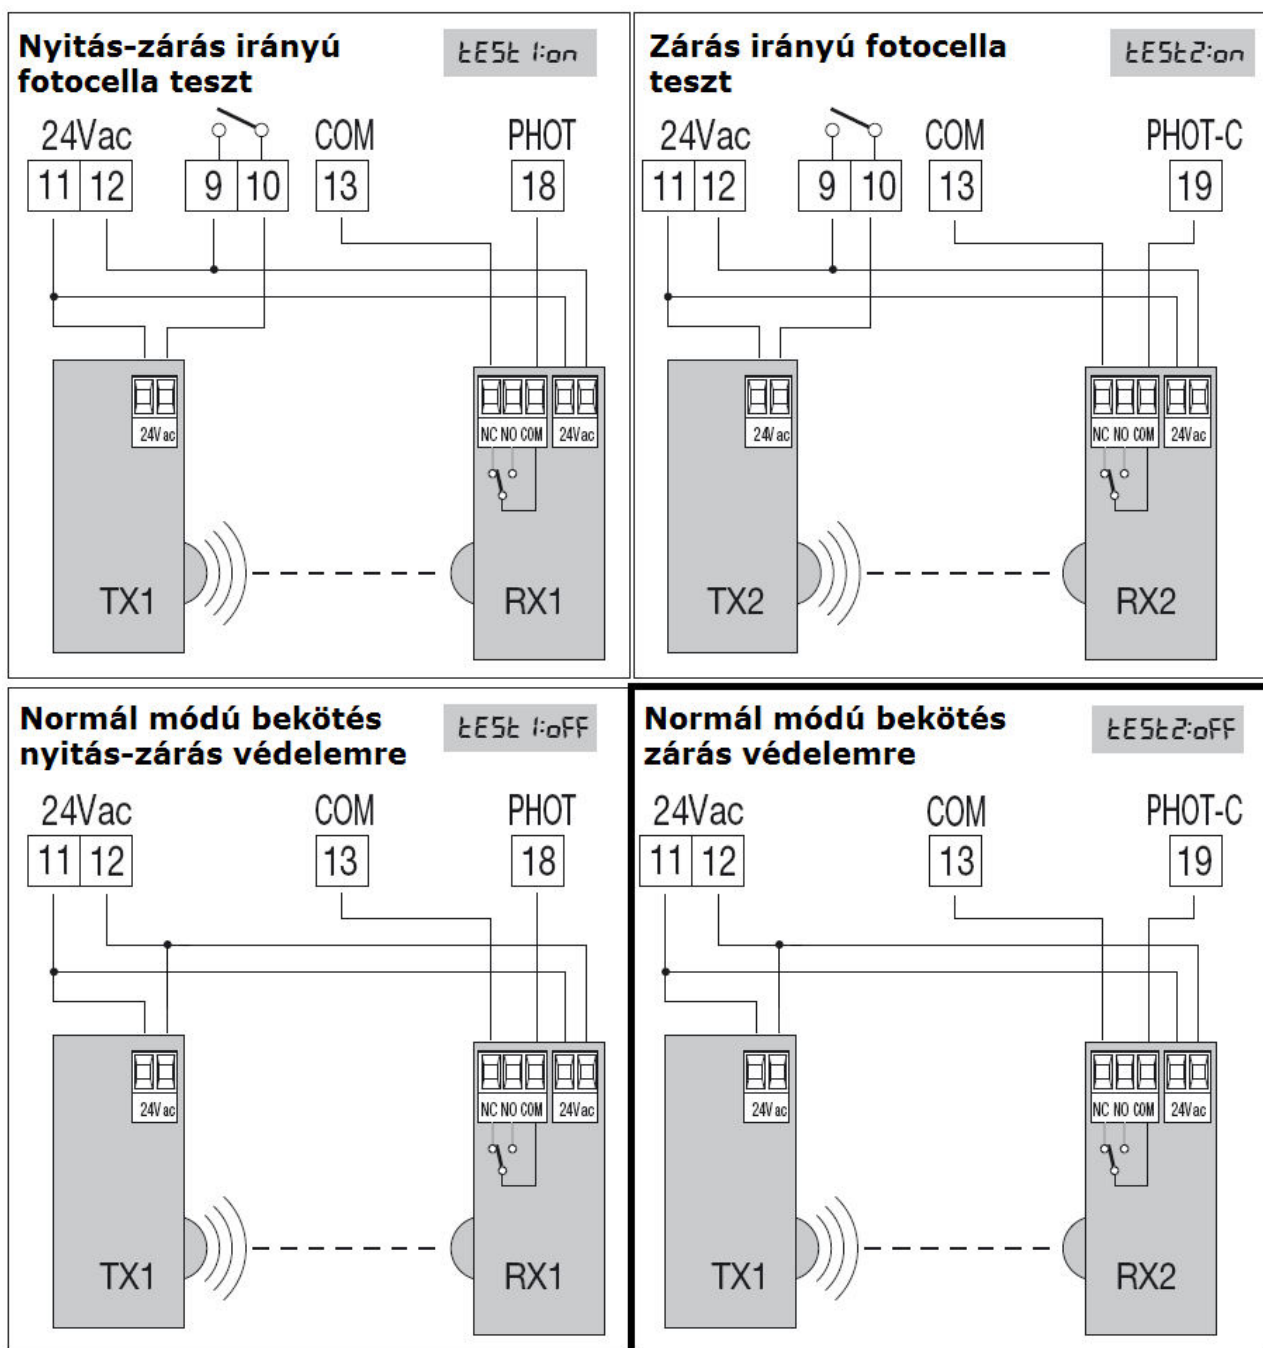 Nyitás-zárás irányú
fotocella teszt
tESt 1:on
24Vac
COM
PHOT
11 12
9 10
13
18
24Vac
NC NO COM
24Vac
TX1
RX1
Zárás irányú fotocella
teszt
tESt2:on
24Vac
COM
PHOT-C
11 12
9 10
13
19
24Vac
NC NO COM
24Vac
TX2
RX2
Normál módú bekötés
nyitás-zárás védelemre
tESt 1:oFF
24Vac
COM
PHOT
11 12
13
18
24Vac
NC NO COM
24Vac
TX1
RX1
Normál módú bekötés
zárás védelemre
tESt2:oFF
24Vac
COM
PHOT-C
11 12
13
19
24Vac
NC NO COM
24Vac
TX1
RX2